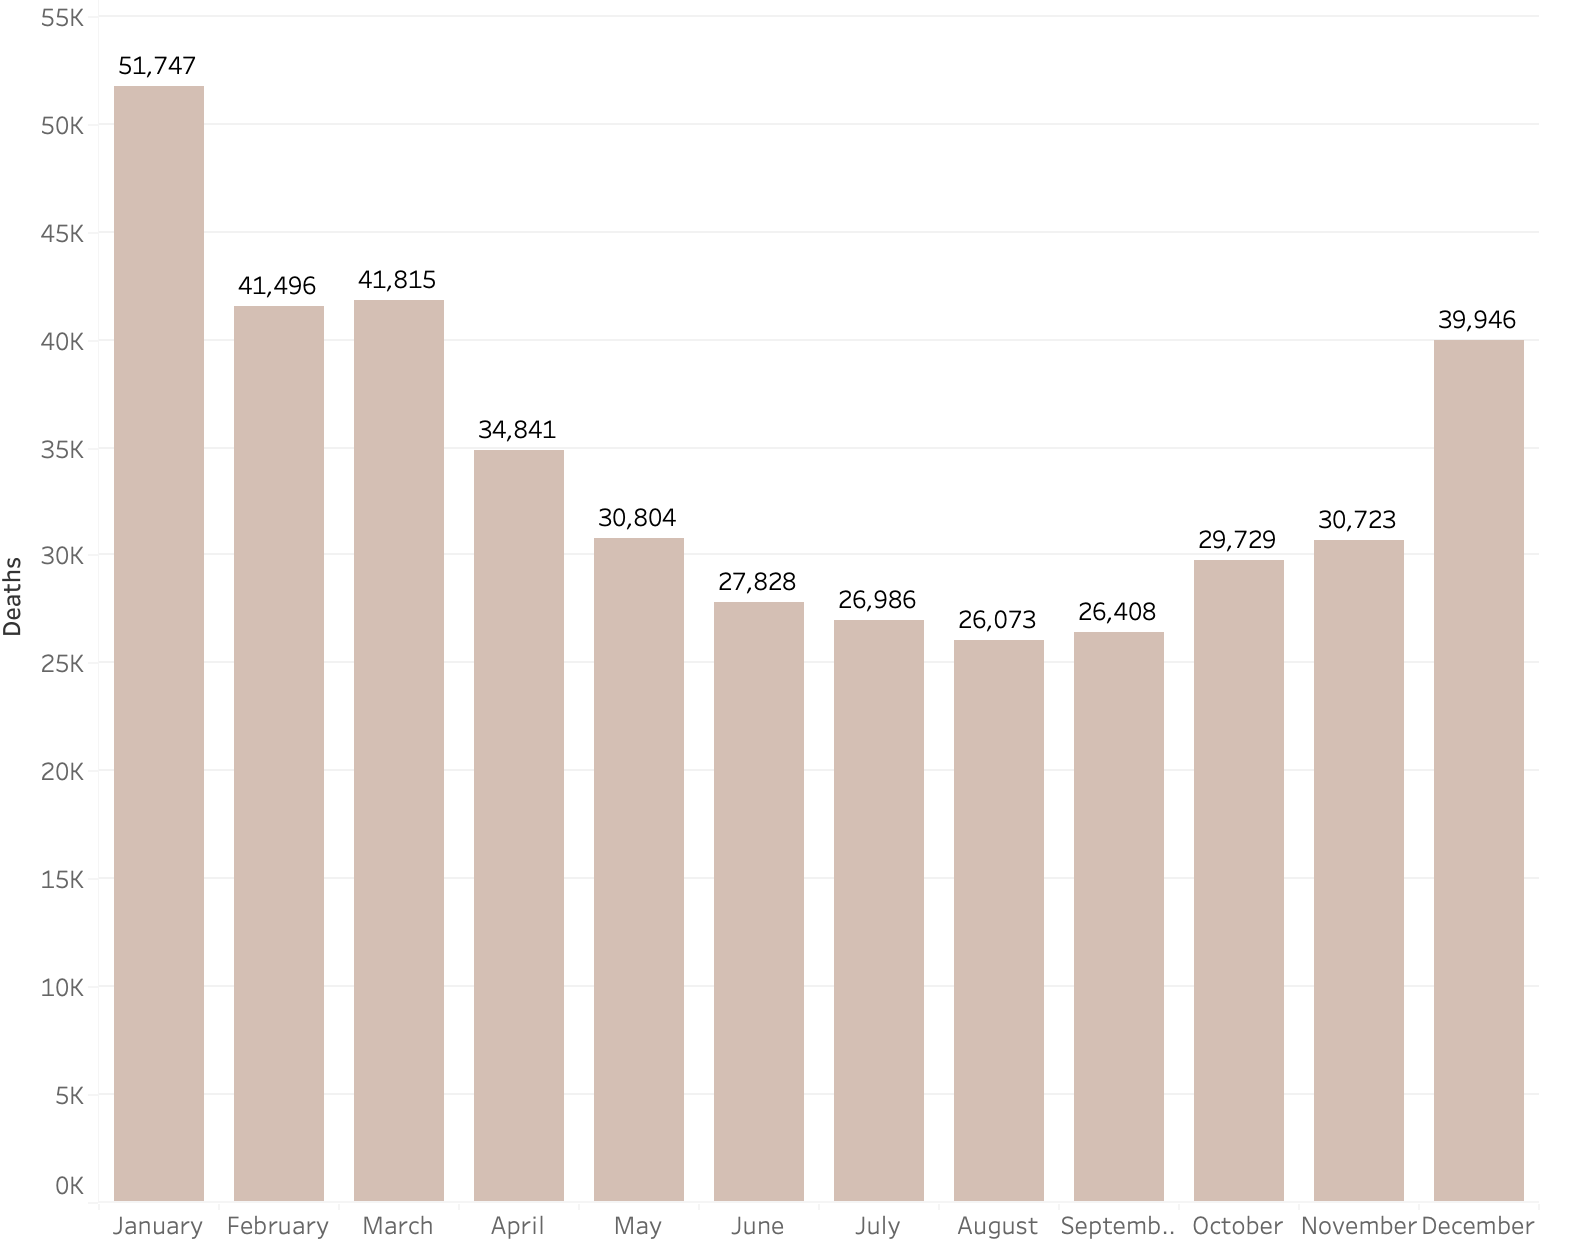 55K
50K
45K
40K
35K
30K
25K
20K
15K
10K
5K
0K
Deaths
51,747
41,496
41,815
34,841
30,804
27,828
26,986
26,073
26,408
29,729
30,723
39,946
January
February
March
April
May
June
July
August
Septemb..
October
November
December